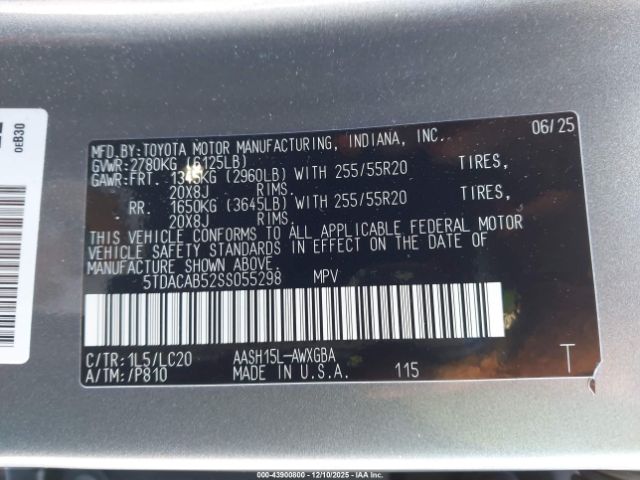 0EB30
MFD.BY:TOYOTA MOTOR MANUFACTURING, INDIANA, INC. 06/25
GVWR:2780KG (6125LB)
GAWR:FRT. KG (2960LB) WITH 255/55R20 TIRES,
20X8J RIMS.
RR. 1650KG (3645LB) WITH 255/55R20 TIRES,
20X8J RIMS.
THIS VEHICLE CONFORMS TO ALL APPLICABLE FEDERAL MOTOR
VEHICLE SAFETY STANDARDS IN EFFECT ON THE DATE OF
MANUFACTURE SHOWN ABOVE.
5TDACAB52SS055298 MPV
C/TR:1L5/LC20 AASH15L-AWXGBA
A/TM:/P810 MADE IN U.S.A. 115 T
000-43900800 - 12/10/2025 - IAAI.COM